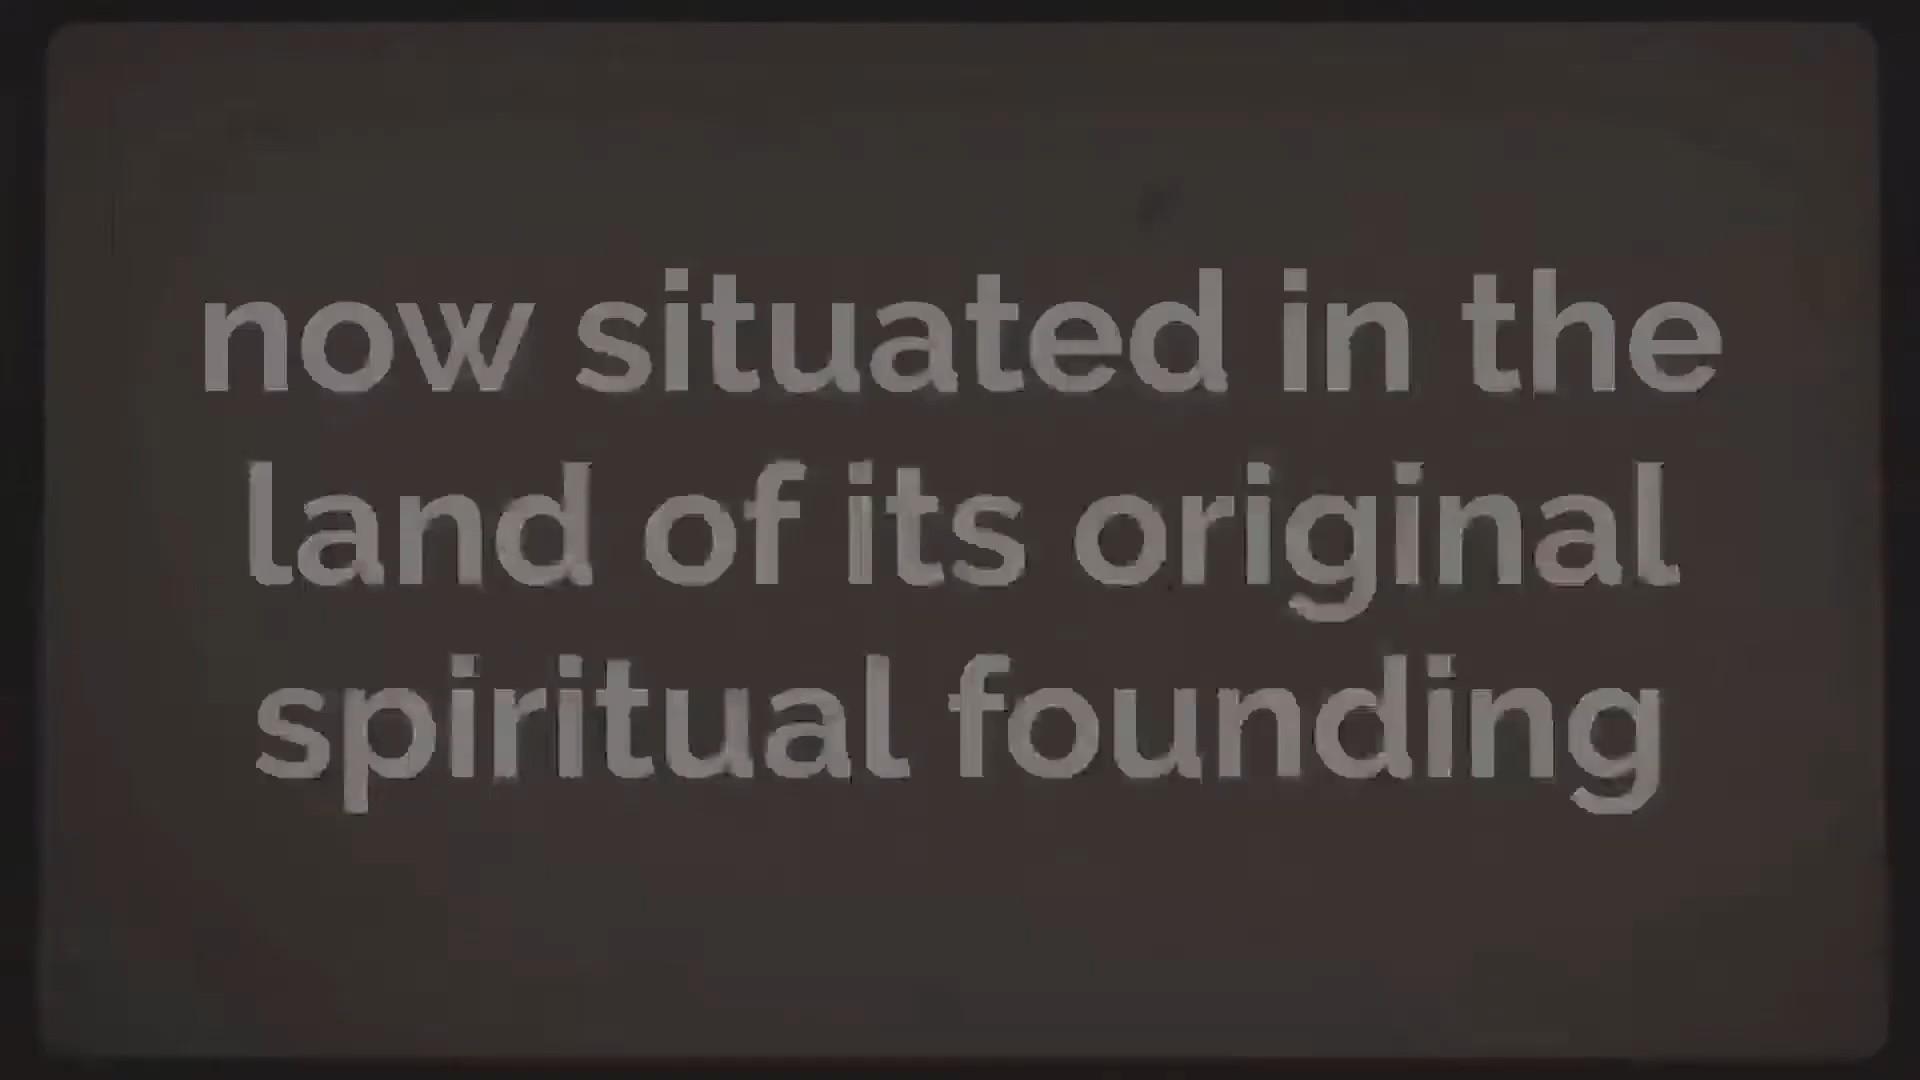 now situated in the
land of its original
spiritual founding